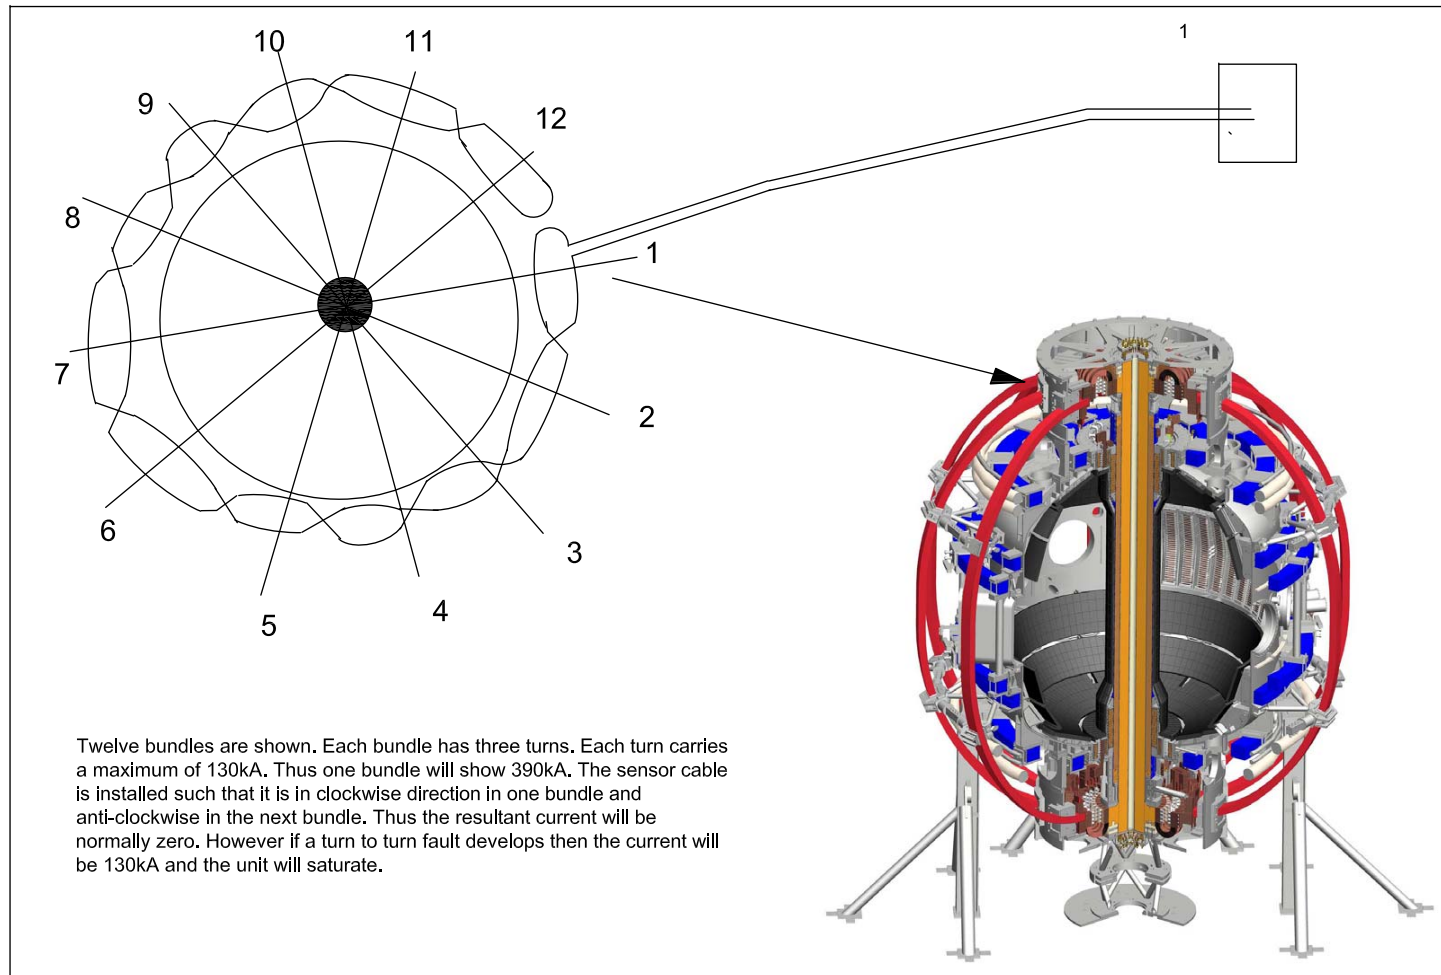 1
10
11
12
9
8
1
7
2
6
3
5
4
Twelve bundles are shown. Each bundle has three turns. Each turn carries
a maximum of 130kA. Thus one bundle will show 390kA. The sensor cable
is installed such that it is in clockwise direction in one bundle and
anti-clockwise in the next bundle. Thus the resultant current will be
normally zero. However if a turn to turn fault develops then the current will
be 130kA and the unit will saturate.